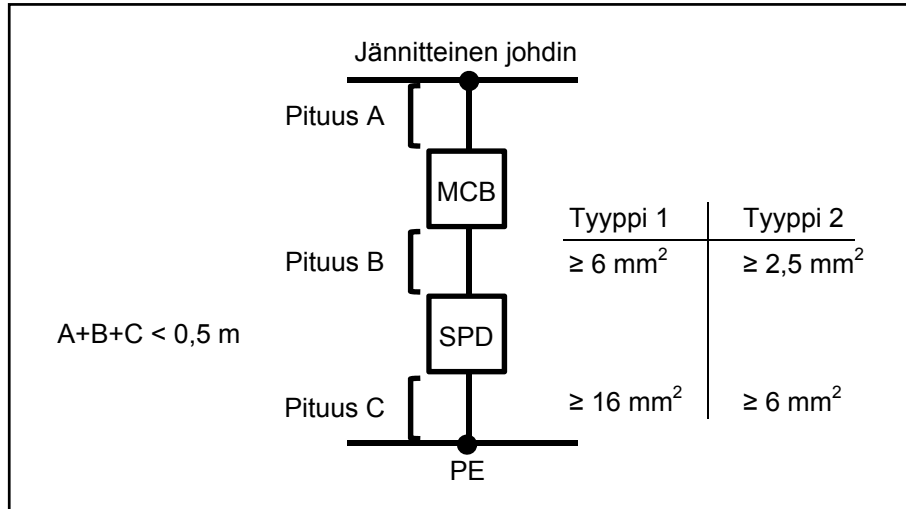 Jännitteinen johdin
Pituus A
MCB
Tyyppi 1 Tyyppi 2
Pituus B
≥ 6 mm² ≥ 2,5 mm²
A+B+C < 0,5 m
SPD
Pituus C
≥ 16 mm² ≥ 6 mm²
PE